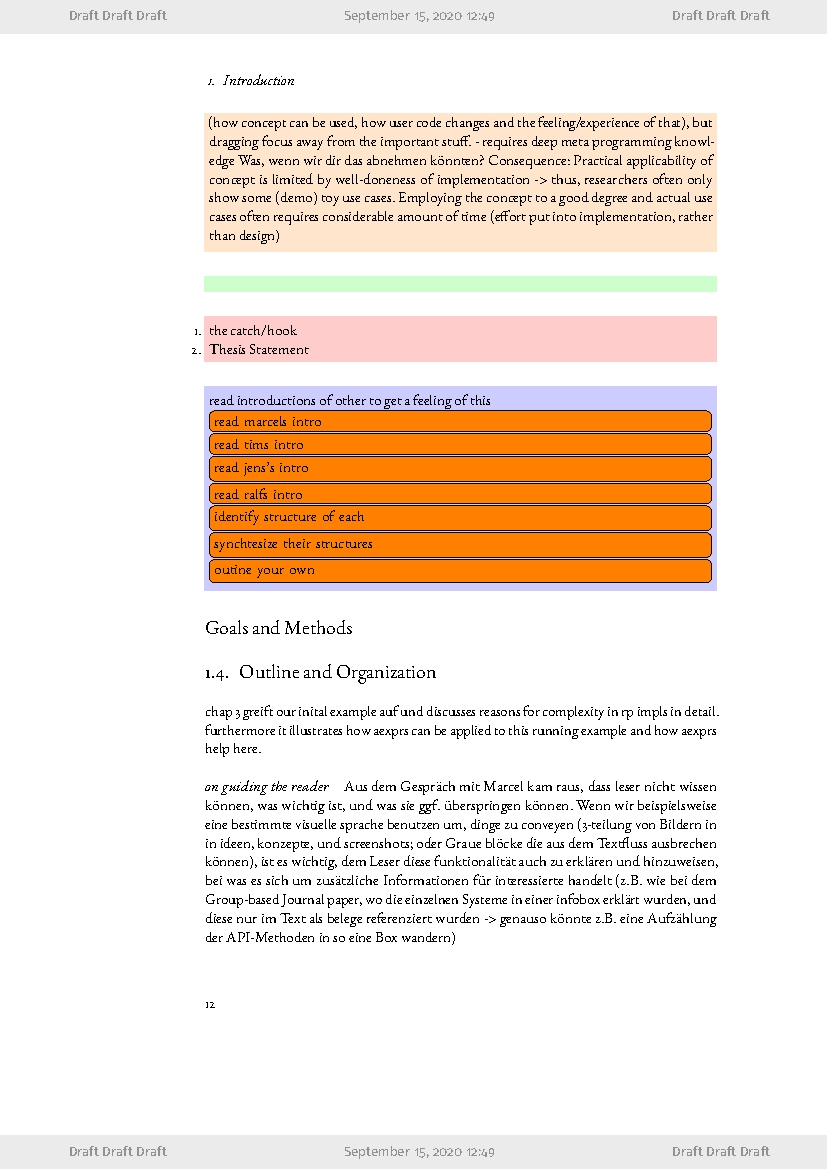 Draft Draft Draft September 15, 2020 12:49 Draft Draft Draft
1. Introduction
(how concept can be used, how user code changes and the feeling/experience of that), but
dragging focus away from the important stuff. - requires deep meta programming knowl-
edge Was, wenn wir dir das abnehmen könnten? Consequence: Practical applicability of
concept is limited by well-doneness of implementation -> thus, researchers often only
show some (demo) toy use cases. Employing the concept to a good degree and actual use
cases often requires considerable amount of time (effort put into implementation, rather
than design)
1. the catch/hook
2. Thesis Statement
read introductions of other to get a feeling of this
read marcels intro
read tims intro
read jens's intro
read ralfs intro
identify structure of each
synchtesize their structures
outine your own
Goals and Methods
1.4. Outline and Organization
chap 3 greift our inital example auf und discusses reasons for complexity in rp impls in detail.
furthermore it illustrates how aexprs can be applied to this running example and how aexprs
help here.
on guiding the reader Aus dem Gespräch mit Marcel kam raus, dass leser nicht wissen
können, was wichtig ist, und was sie ggf. überspringen können. Wenn wir beispielsweise
eine bestimmte visuelle sprache benutzen um, dinge zu conveyen (3-teilung von Bildern in
in ideen, konzepte, und screenshots; oder Graue blöcke die aus dem Textfluss ausbrechen
können), ist es wichtig, dem Leser diese funktionalität auch zu erklären und hinzuweisen,
bei was es sich um zusätzliche Informationen für interessierte handelt (z.B. wie bei dem
Group-based Journal paper, wo die einzelnen Systeme in einer infobox erklärt wurden, und
diese nur im Text als belege referenziert wurden -> genauso könnte z.B. eine Aufzählung
der API-Methoden in so eine Box wandern)
12
Draft Draft Draft September 15, 2020 12:49 Draft Draft Draft